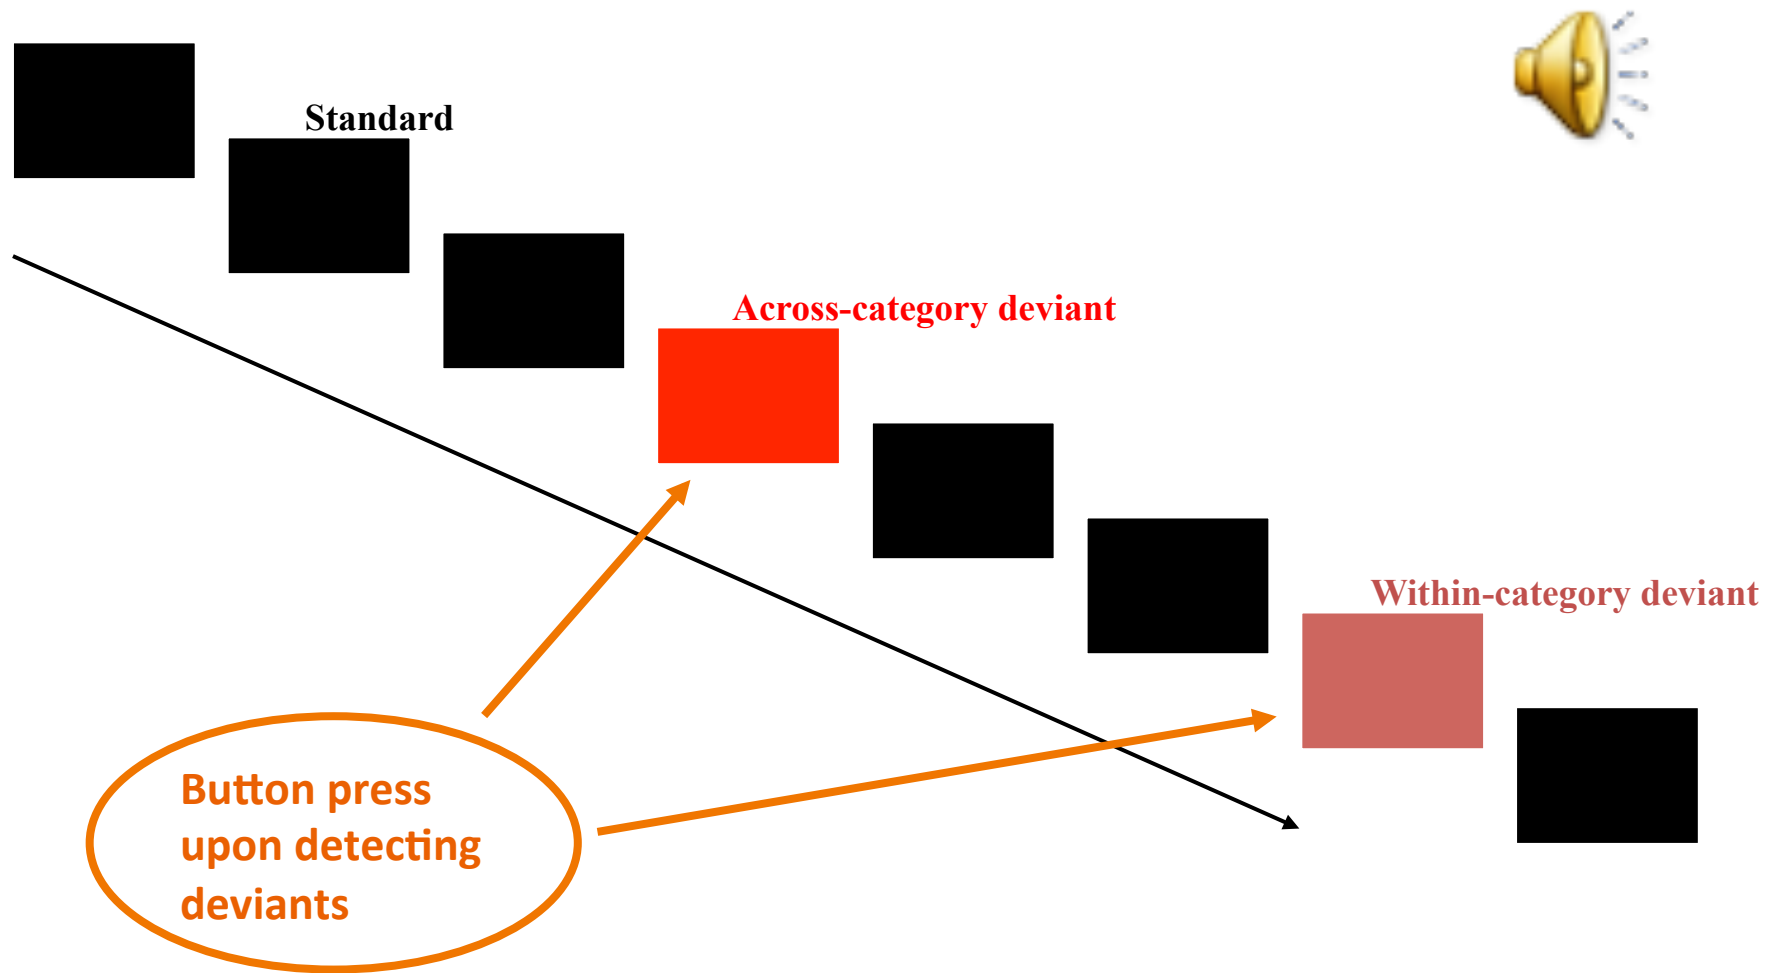 Standard
Across-category deviant
Within-category deviant
Button press
upon detecting
deviants